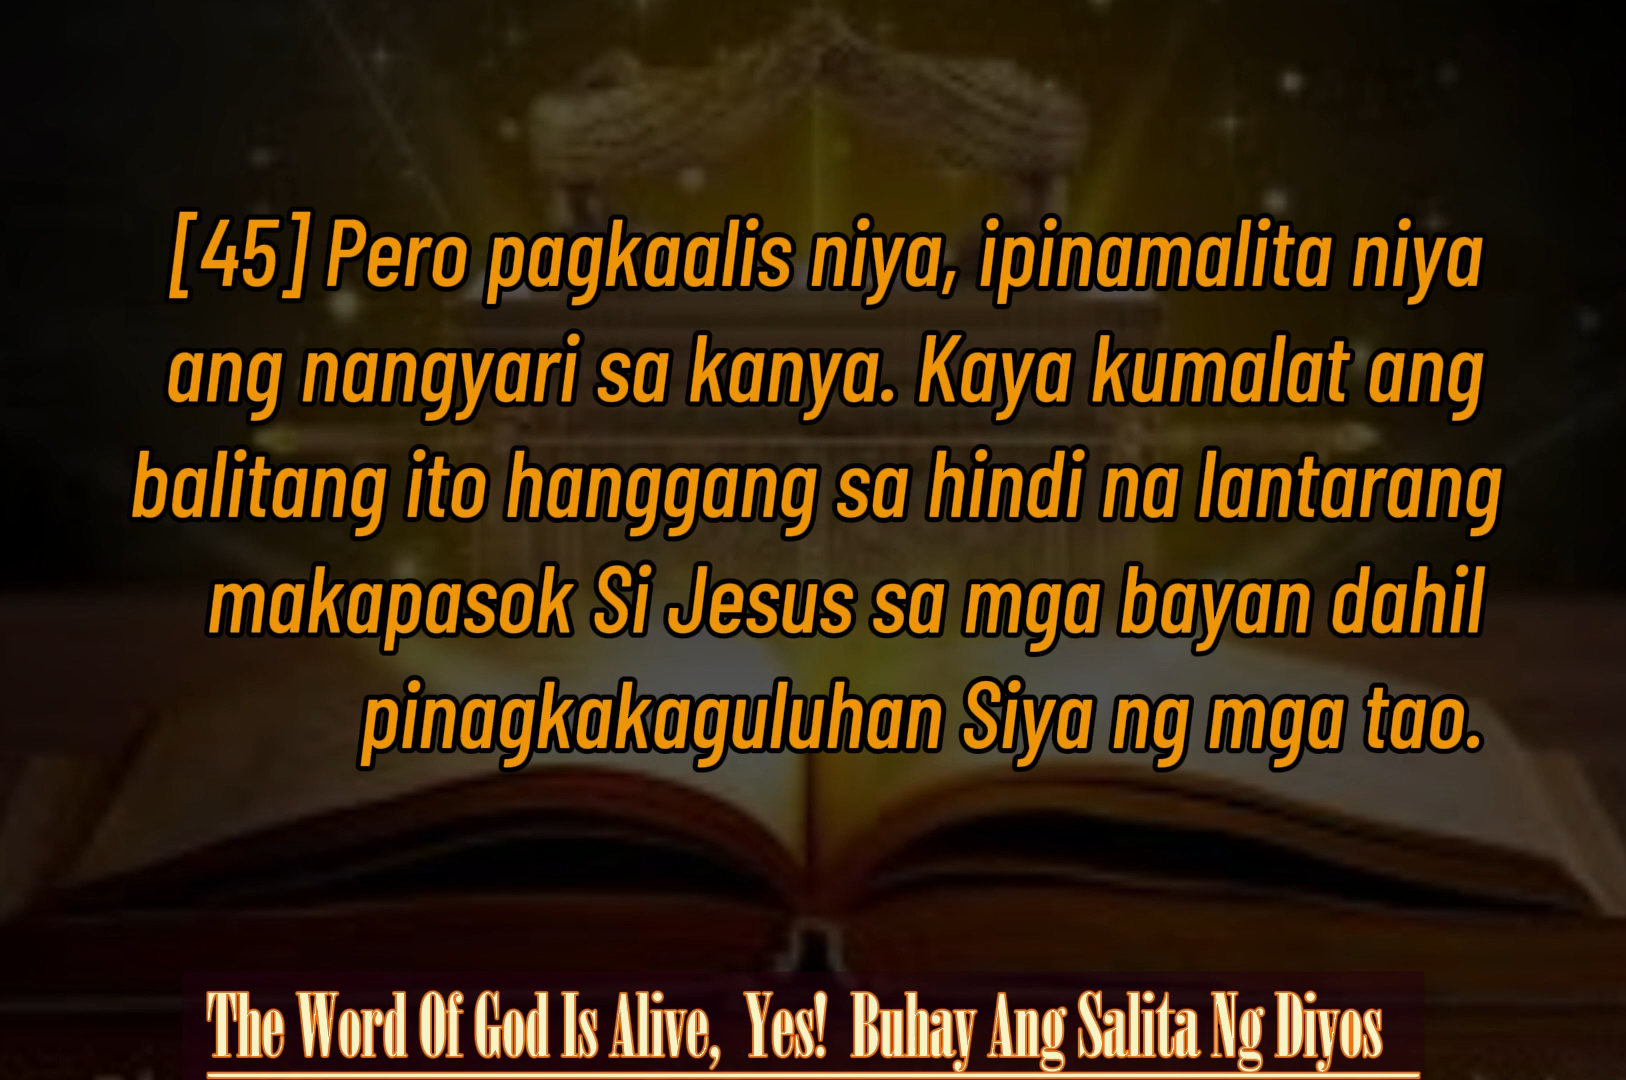 [45] Pero pagkaalis niya, ipinamalita niya
ang nangyari sa kanya. Kaya kumalat ang
balitang ito hanggang sa hindi na lantarang
makapasok Si Jesus sa mga bayan dahil
pinagkakaguluhan Siya ng mga tao.
The Word Of God Is Alive, Yes! Buhay Ang Salita Ng Diyos